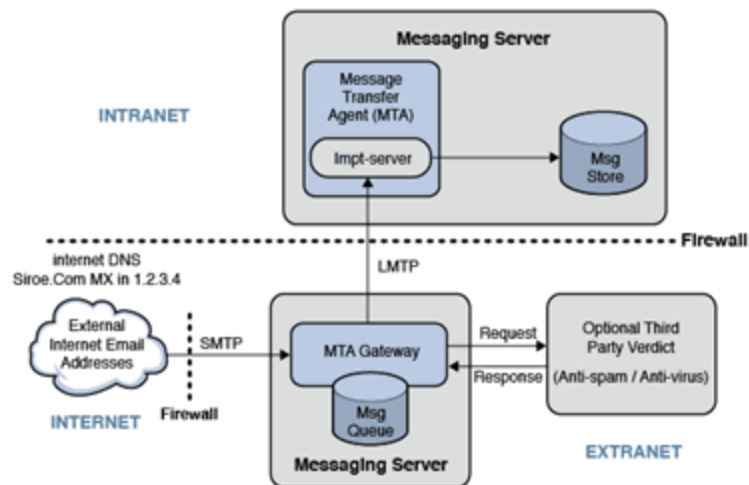 Messaging Server
Message
Transfer
Agent (MTA)
INTRANET
lmpt-server
Msg
Store
Firewall
internet DNS
Siroe.Com MX in 1.2.3.4
LMTP
External
Internet Email
Addresses
SMTP
MTA Gateway
Request
Response
Optional Third
Party Verdict
(Anti-spam / Anti-virus)
Msg
Queue
Firewall
INTERNET
Messaging Server
EXTRANET